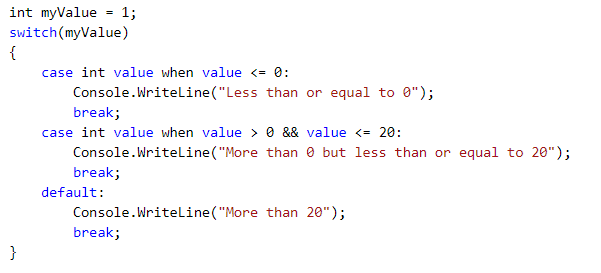 int myValue = 1;
switch(myValue)
{
    case int value when value <= 0:
        Console.WriteLine("Less than or equal to 0");
        break;
    case int value when value > 0 && value <= 20:
        Console.WriteLine("More than 0 but less than or equal to 20");
        break;
    default:
        Console.WriteLine("More than 20");
        break;
}